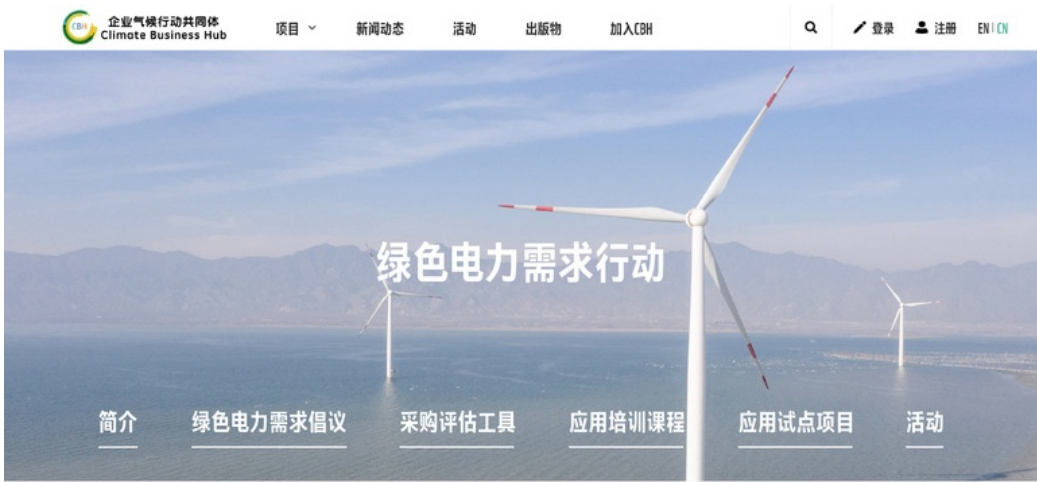 CBH
企业气候行动共同体
Climate Business Hub
项目 新闻动态 活动 出版物 加入CBH 登录 注册 EN | CN
绿色电力需求行动
简介 绿色电力需求倡议 采购评估工具 应用培训课程 应用试点项目 活动